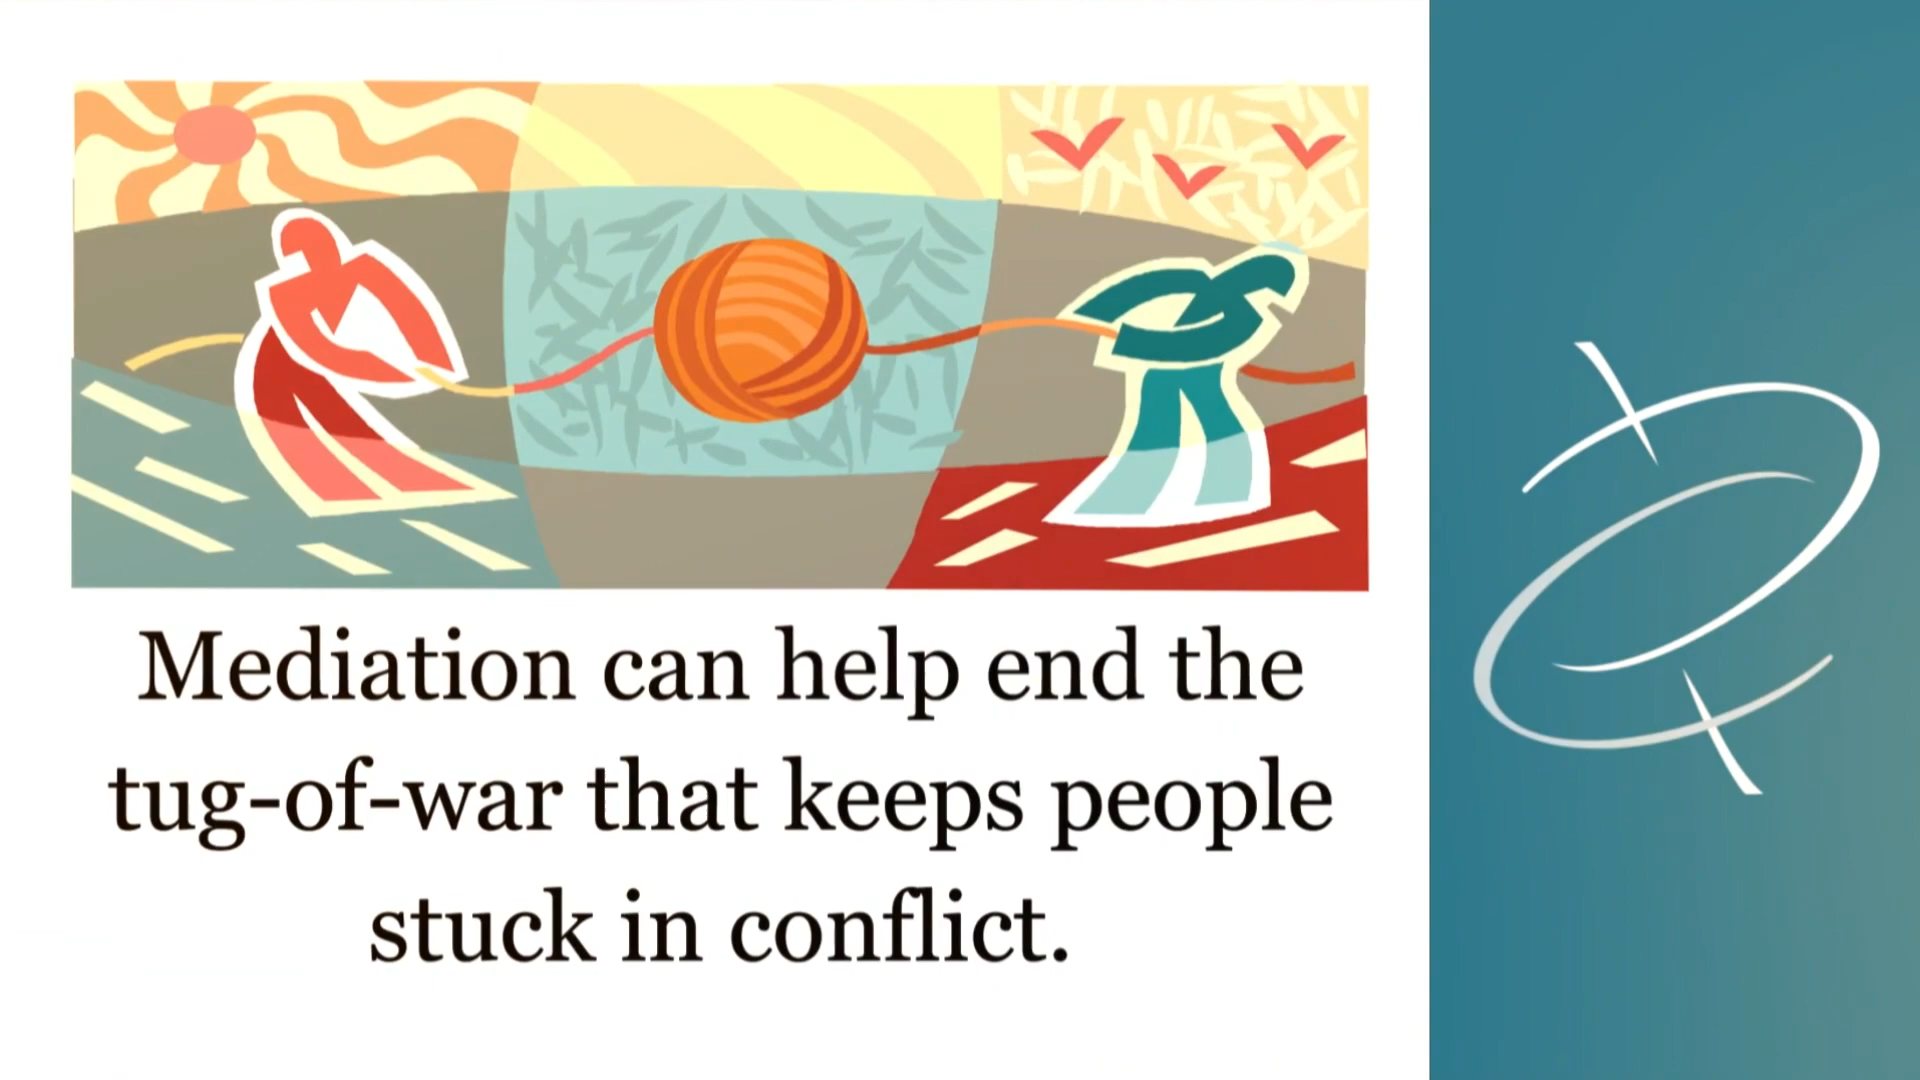 Mediation can help end the
tug-of-war that keeps people
stuck in conflict.